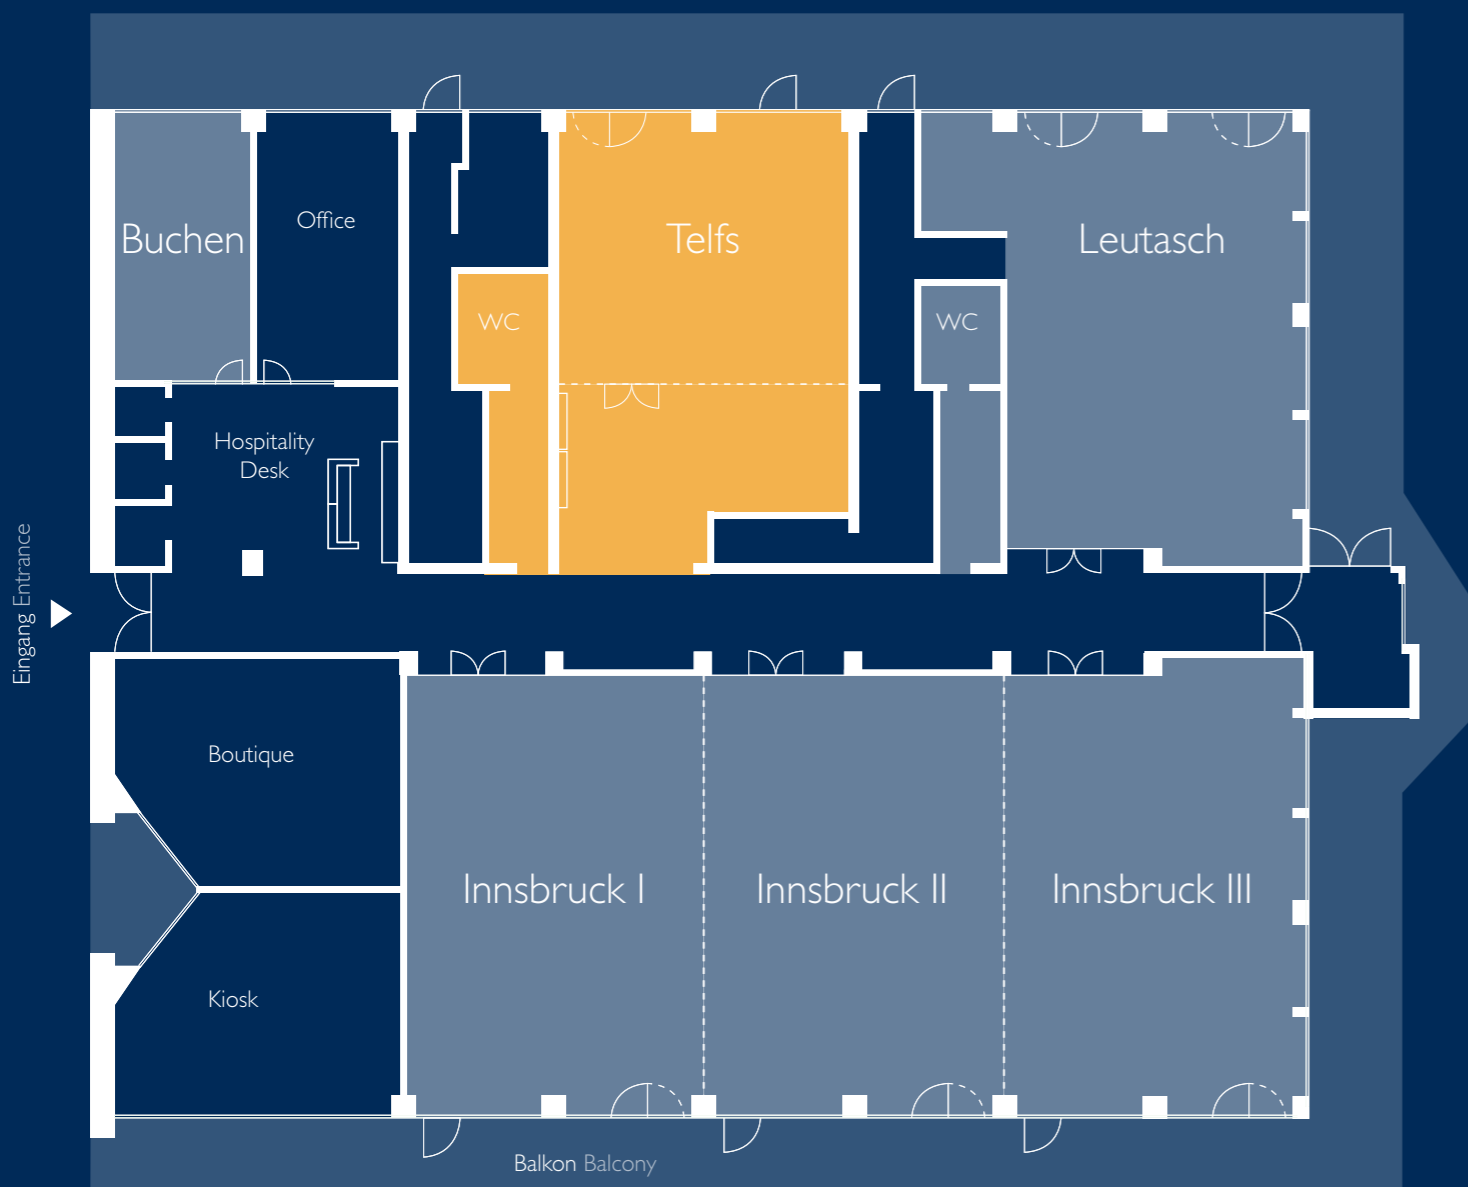 Buchen
Office
Telfs
Leutasch
WC
WC
Hospitality
Desk
Eingang Entrance
Boutique
Innsbruck I
Innsbruck II
Innsbruck III
Kiosk
Balkon Balcony